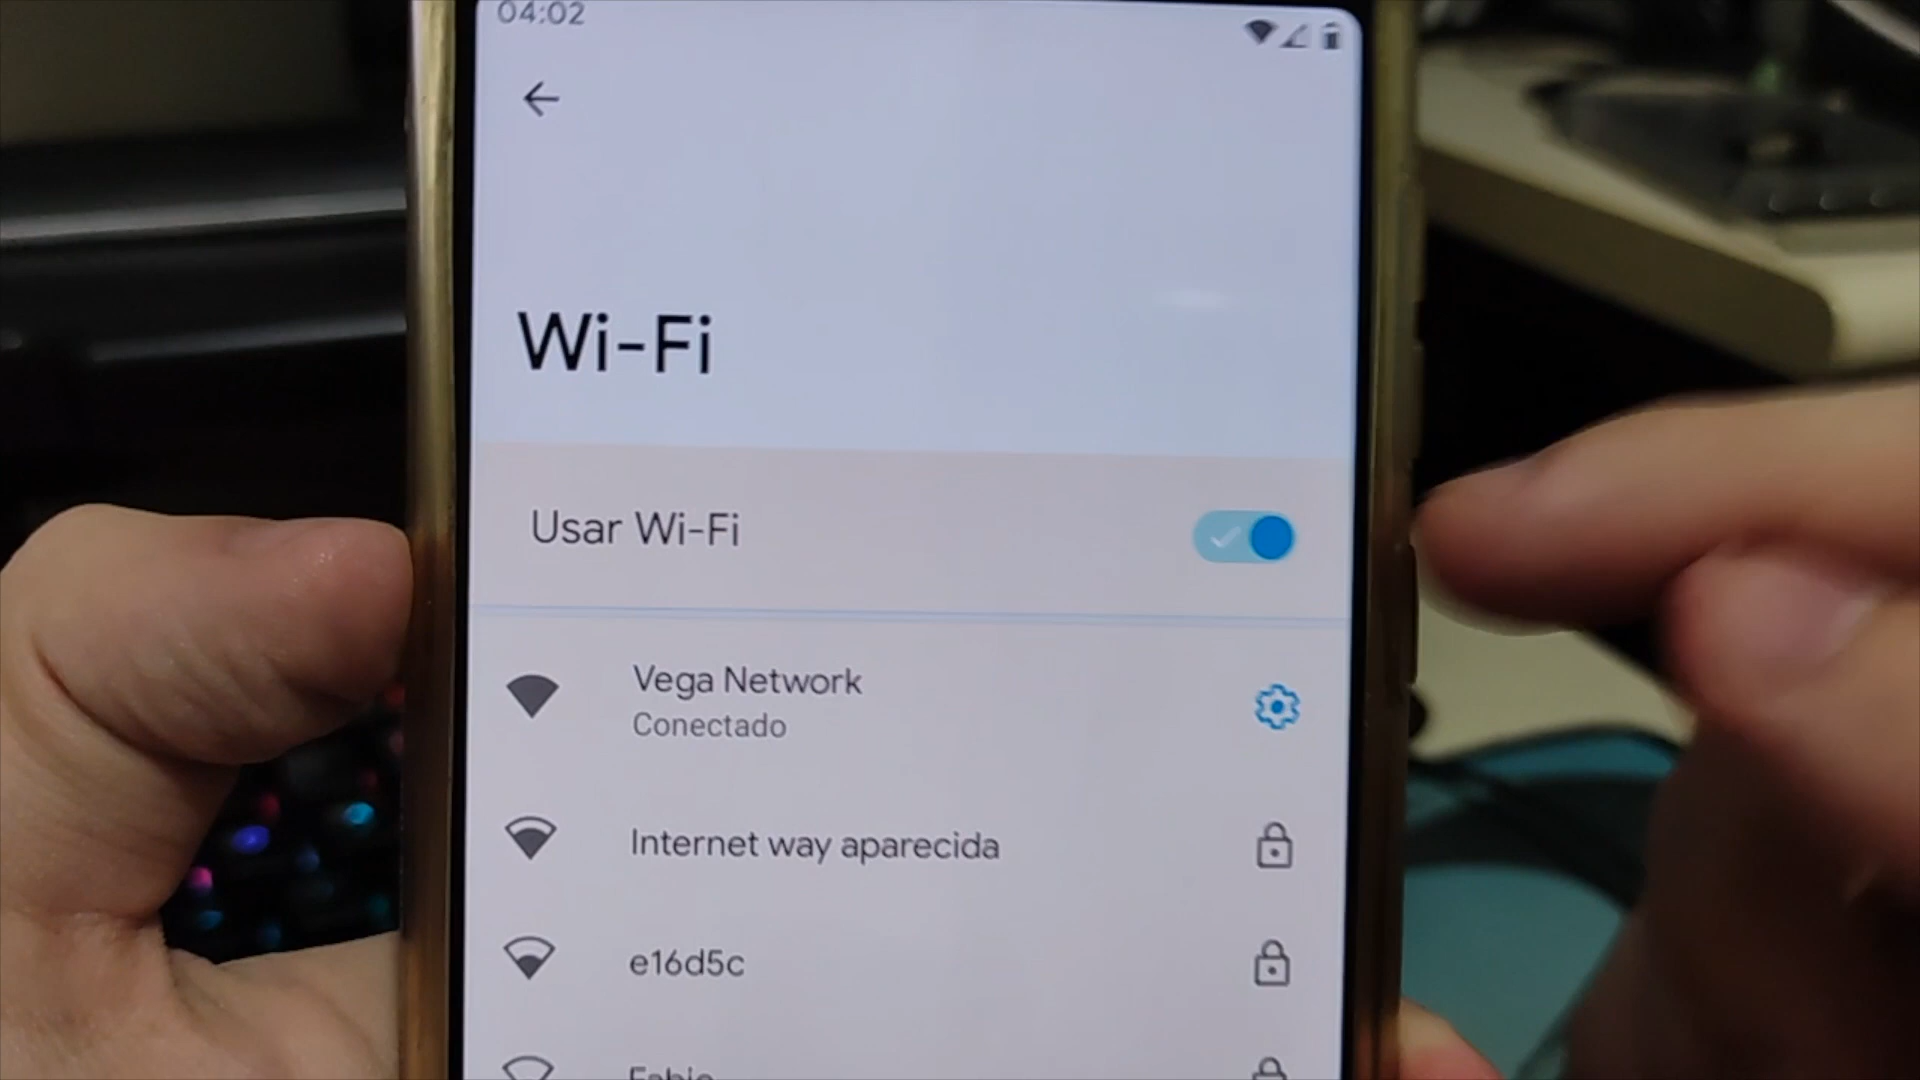 04:02
Wi-Fi
Usar Wi-Fi
Vega Network
Conectado
Internet way aparecida
e16d5c
Fabio